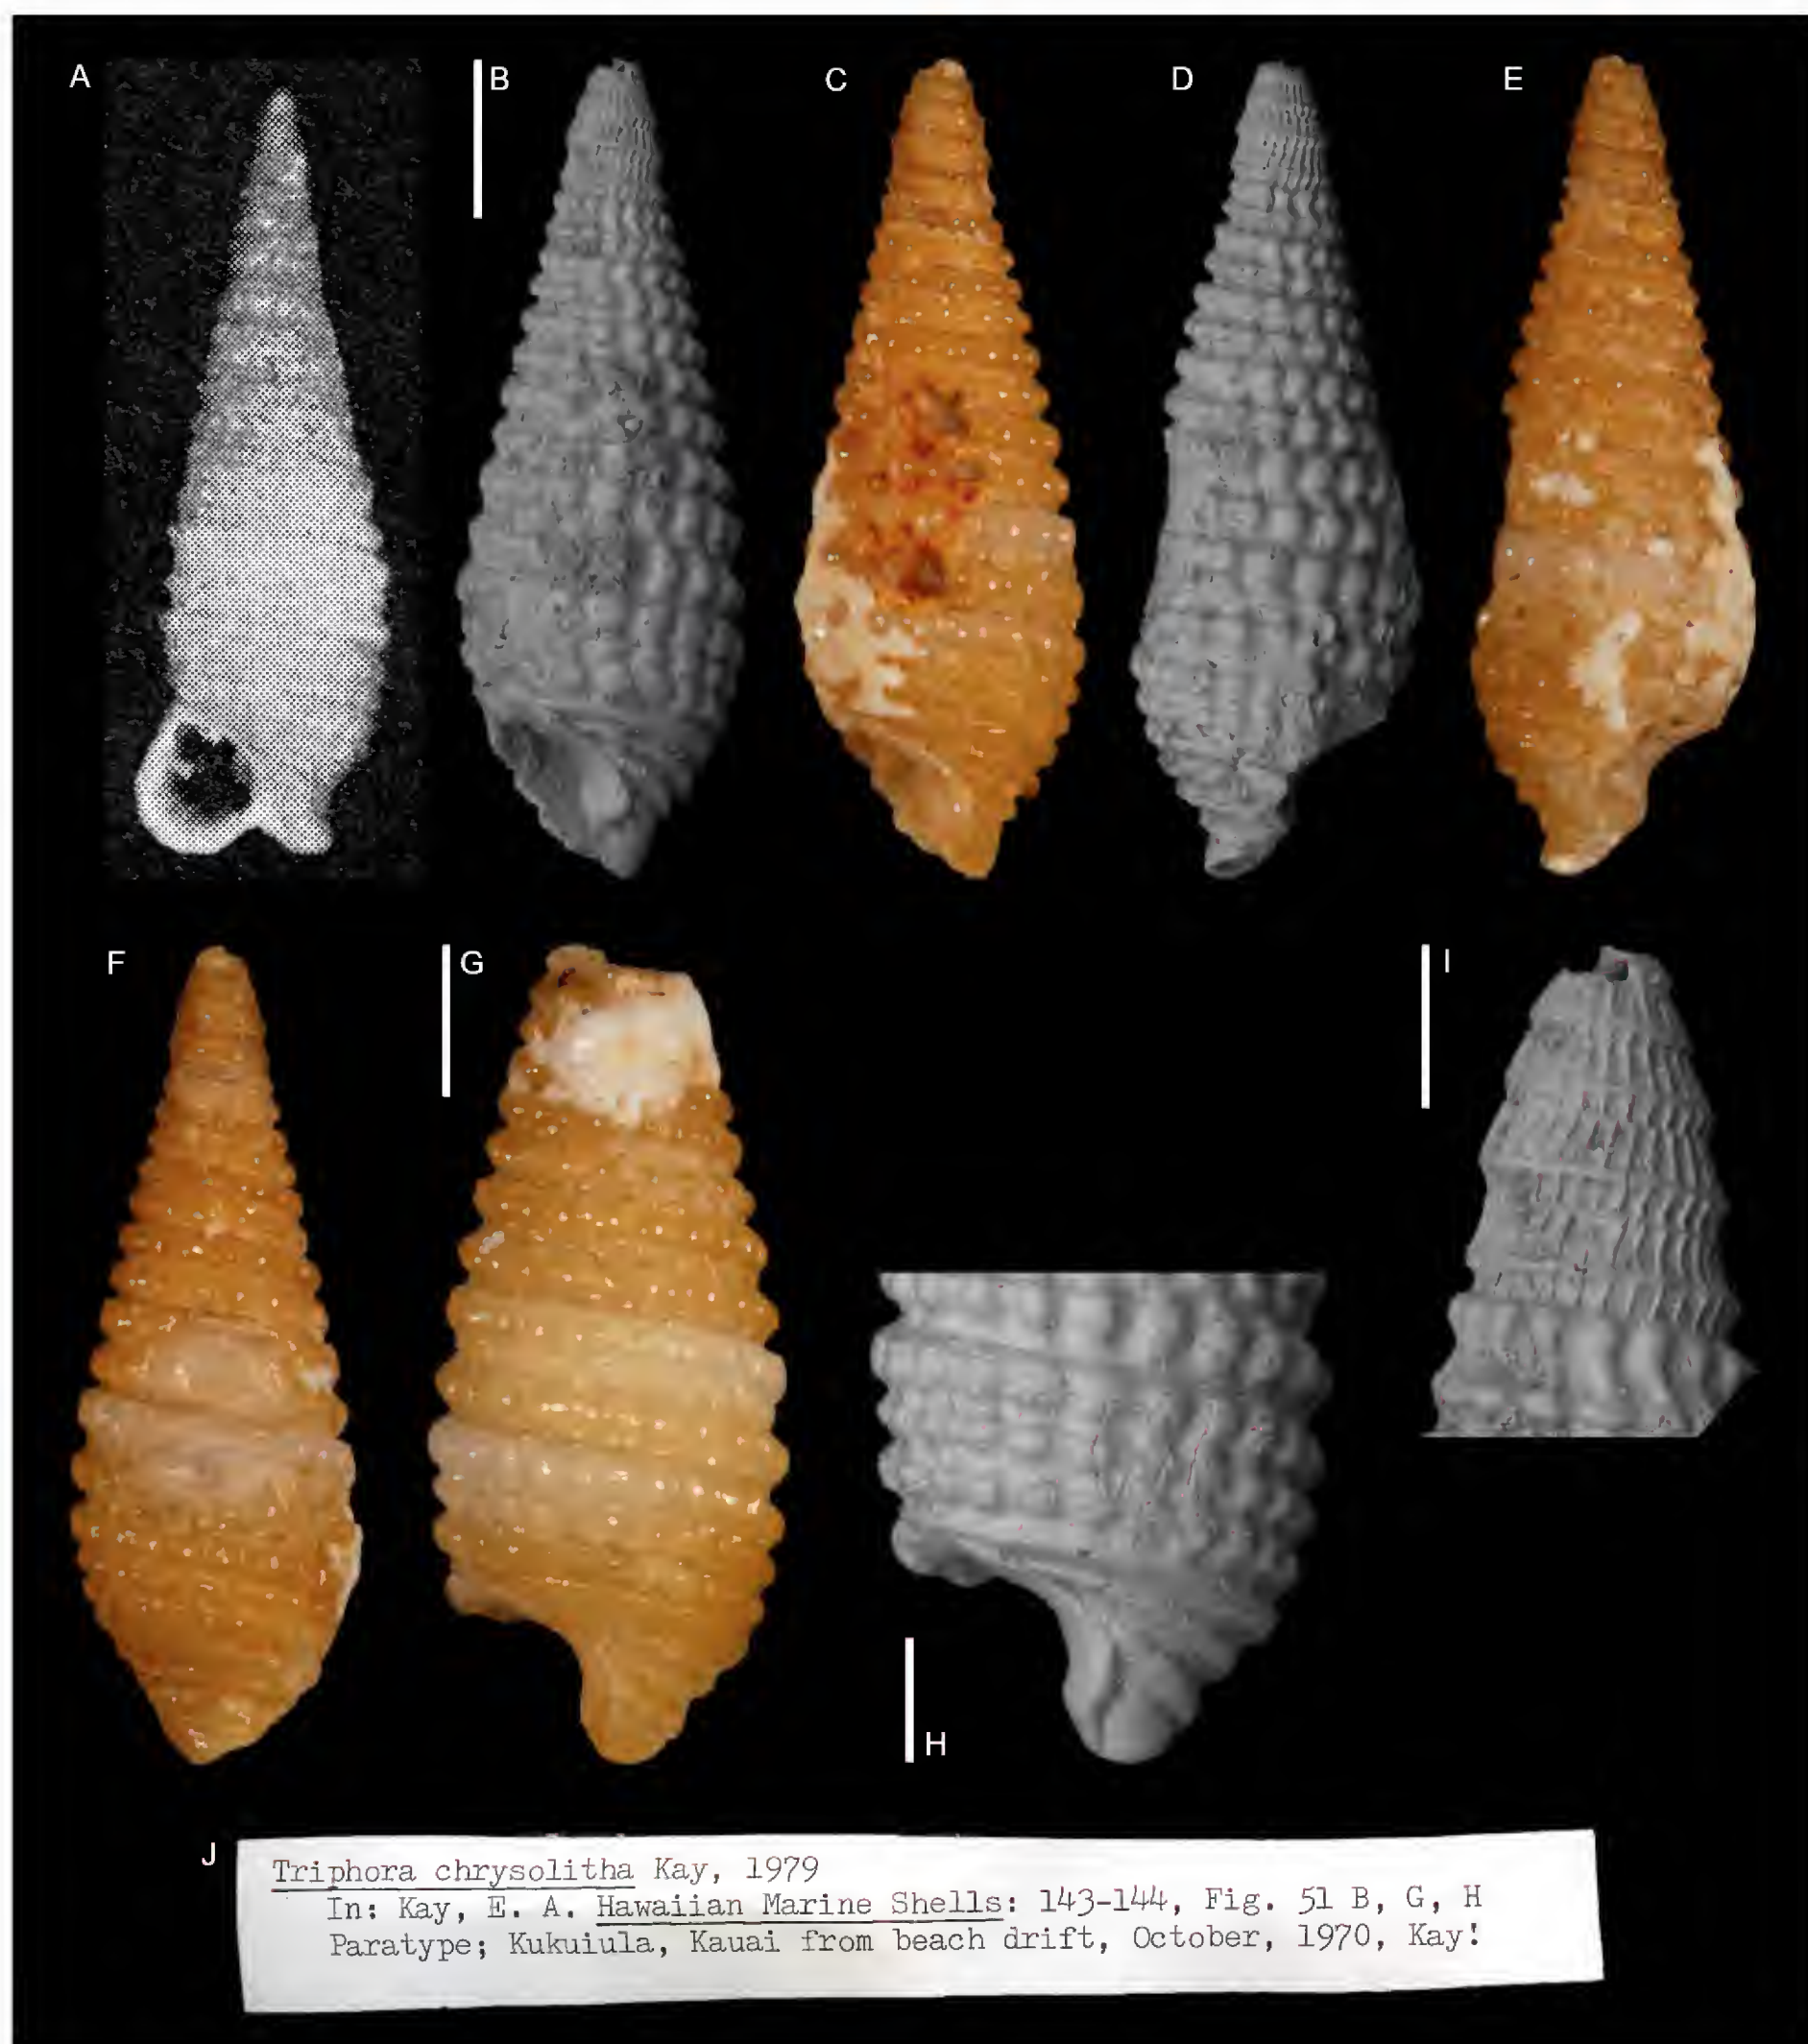 A
B
C
D
E
F
G
I
H
J
Triphora chrysolitha Kay, 1979
In: Kay, E. A. Hawaiian Marine Shells: 143-144, Fig. 51 B, G, H
Paratype; Kukuiula, Kauai from beach drift, October, 1970, Kay!